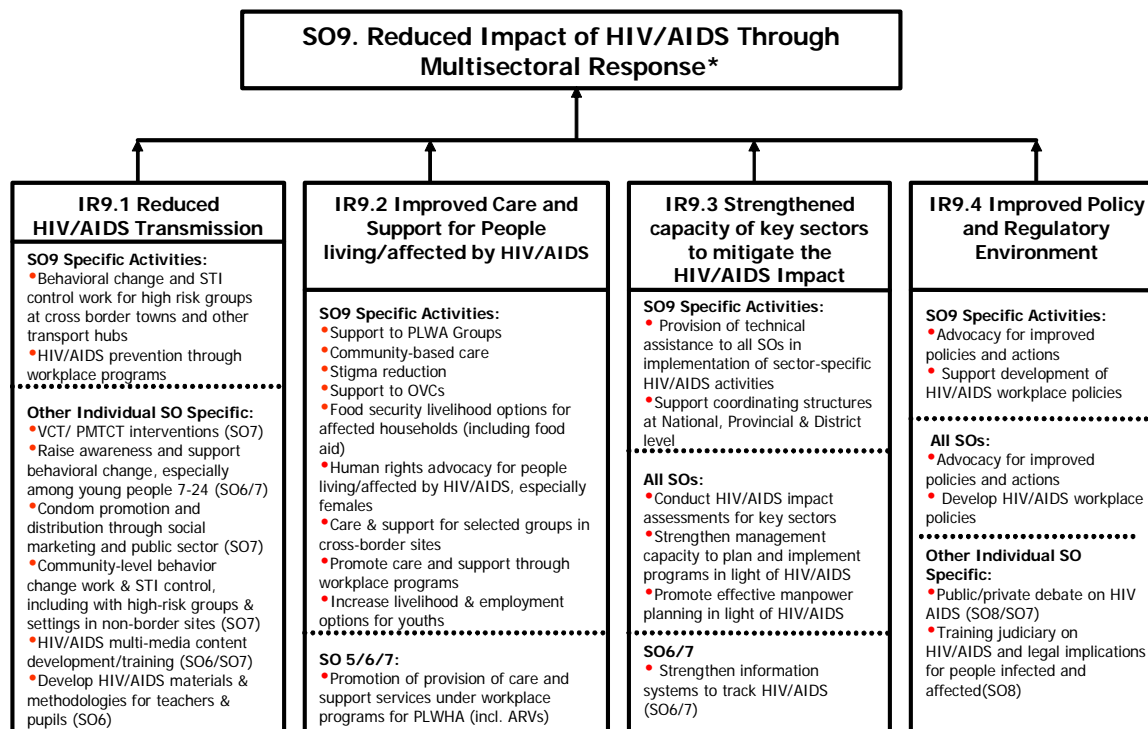 SO9. Reduced Impact of HIV/AIDS Through
Multisectoral Response*
IR9.1 Reduced
HIV/AIDS Transmission
SO9 Specific Activities:
•Behavioral change and STI
control work for high risk groups
at cross border towns and other
transport hubs
•HIV/AIDS prevention through
workplace programs
Other Individual SO Specific:
•VCT/ PMTCT interventions (SO7)
•Raise awareness and support
behavioral change, especially
among young people 7-24 (SO6/7)
•Condom promotion and
distribution through social
marketing and public sector (SO7)
•Community-level behavior
change work & STI control,
including with high-risk groups &
settings in non-border sites (SO7)
•HIV/AIDS multi-media content
development/training (SO6/SO7)
•Develop HIV/AIDS materials &
methodologies for teachers &
pupils (SO6)
IR9.2 Improved Care and
Support for People
living/affected by HIV/AIDS
SO9 Specific Activities:
•Support to PLWA Groups
•Community-based care
•Stigma reduction
•Support to OVCs
•Food security livelihood options for
affected households (including food
aid)
•Human rights advocacy for people
living/affected by HIV/AIDS, especially
females
•Care & support for selected groups in
cross-border sites
•Promote care and support through
workplace programs
•Increase livelihood & employment
options for youths
SO 5/6/7:
•Promotion of provision of care and
support services under workplace
programs for PLWHA (incl. ARVs)
IR9.3 Strengthened
capacity of key sectors
to mitigate the
HIV/AIDS Impact
SO9 Specific Activities:
• Provision of technical
assistance to all SOs in
implementation of sector-specific
HIV/AIDS activities
•Support coordinating structures
at National, Provincial & District
level
All SOs:
•Conduct HIV/AIDS impact
assessments for key sectors
•Strengthen management
capacity to plan and implement
programs in light of HIV/AIDS
•Promote effective manpower
planning in light of HIV/AIDS
SO6/7
• Strengthen information
systems to track HIV/AIDS
(SO6/7)
IR9.4 Improved Policy
and Regulatory
Environment
SO9 Specific Activities:
•Advocacy for improved
policies and actions
• Support development of
HIV/AIDS workplace policies
All SOs:
•Advocacy for improved
policies and actions
• Develop HIV/AIDS workplace
policies
Other Individual SO
Specific:
•Public/private debate on HIV
AIDS (SO8/SO7)
•Training judiciary on
HIV/AIDS and legal implications
for people infected and
affected(SO8)